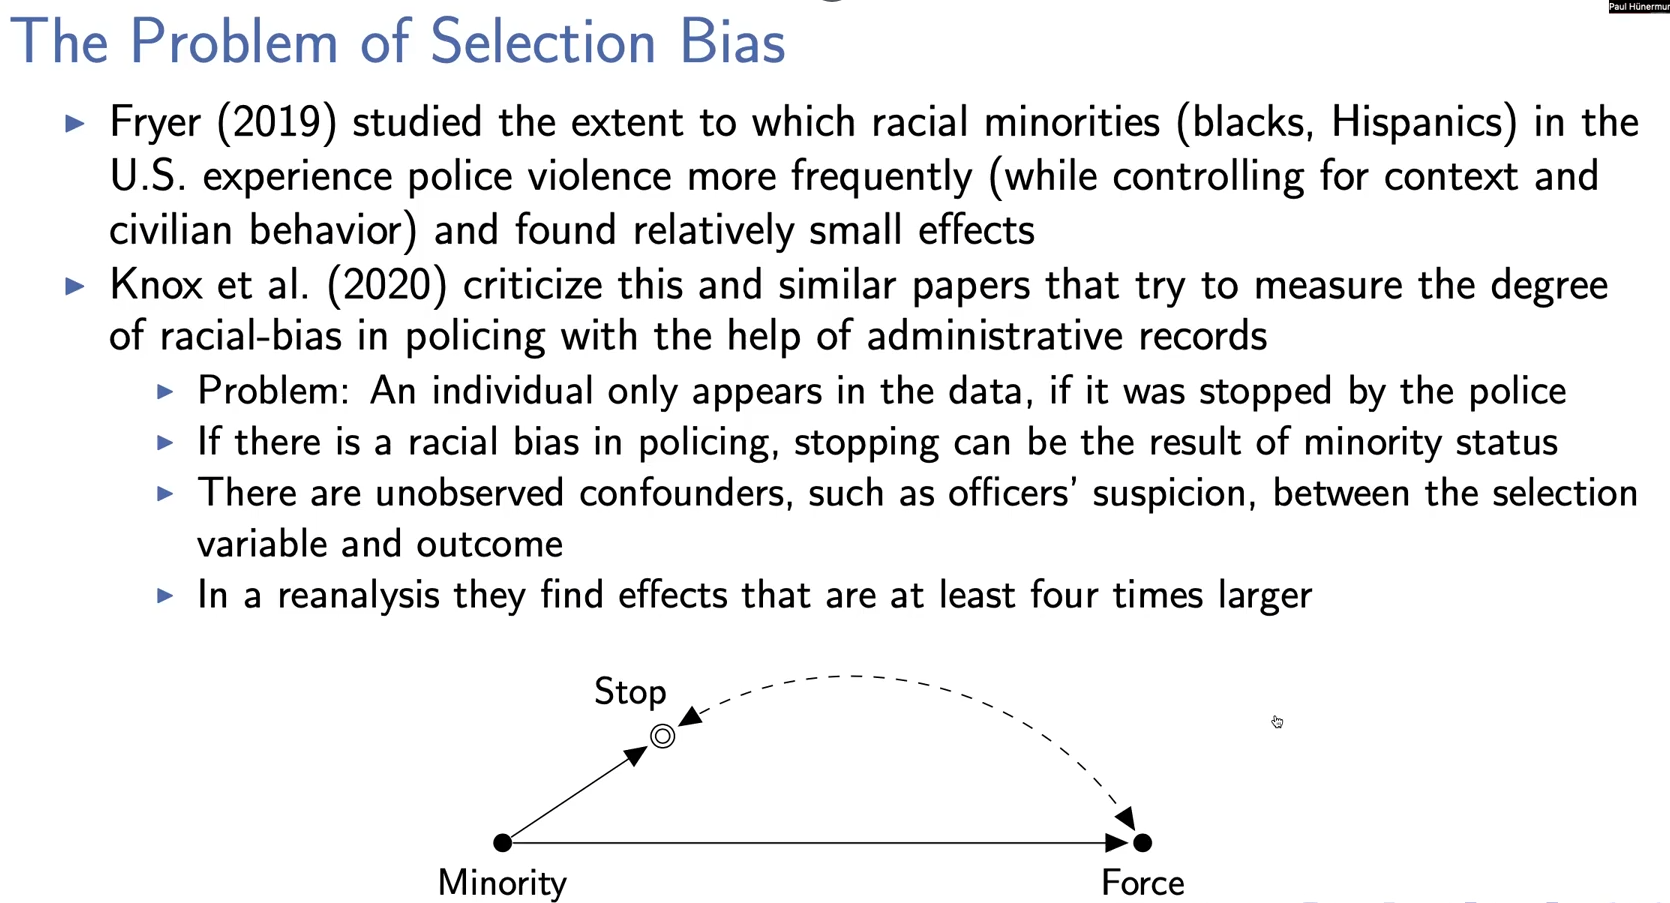 Paul Hünermun
The Problem of Selection Bias
Fryer (2019) studied the extent to which racial minorities (blacks, Hispanics) in the
U.S. experience police violence more frequently (while controlling for context and
civilian behavior) and found relatively small effects
Knox et al. (2020) criticize this and similar papers that try to measure the degree
of racial-bias in policing with the help of administrative records
Problem: An individual only appears in the data, if it was stopped by the police
If there is a racial bias in policing, stopping can be the result of minority status
There are unobserved confounders, such as officers' suspicion, between the selection
variable and outcome
In a reanalysis they find effects that are at least four times larger
Stop
Minority
Force